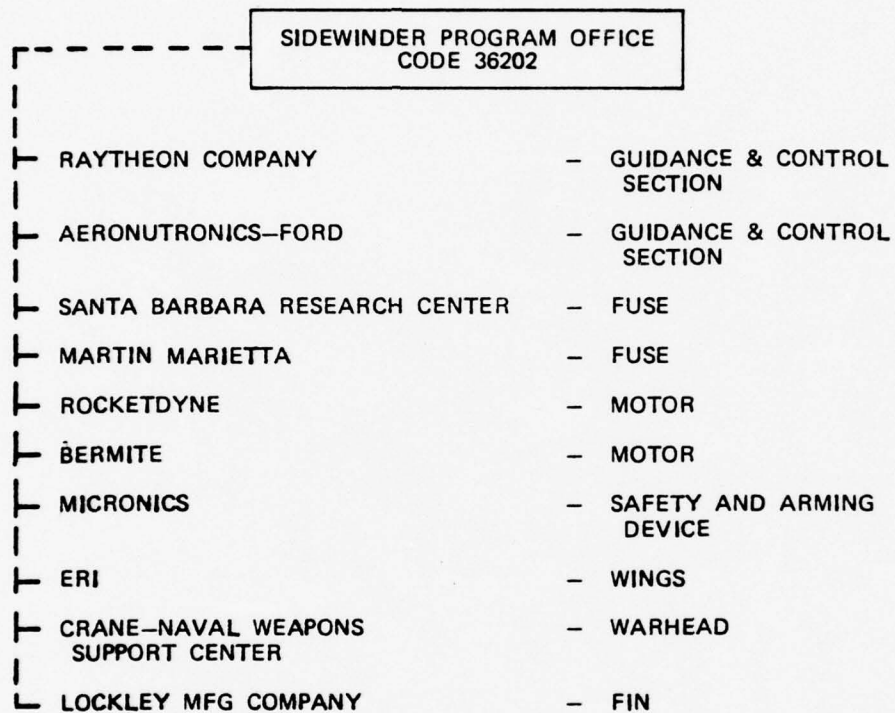 SIDEWINDER PROGRAM OFFICE
CODE 36202
RAYTHEON COMPANY – GUIDANCE & CONTROL
SECTION
AERONUTRONICS–FORD – GUIDANCE & CONTROL
SECTION
SANTA BARBARA RESEARCH CENTER – FUSE
MARTIN MARIETTA – FUSE
ROCKETDYNE – MOTOR
BERMITE – MOTOR
MICRONICS – SAFETY AND ARMING
DEVICE
ERI – WINGS
CRANE–NAVAL WEAPONS – WARHEAD
SUPPORT CENTER
LOCKLEY MFG COMPANY – FIN